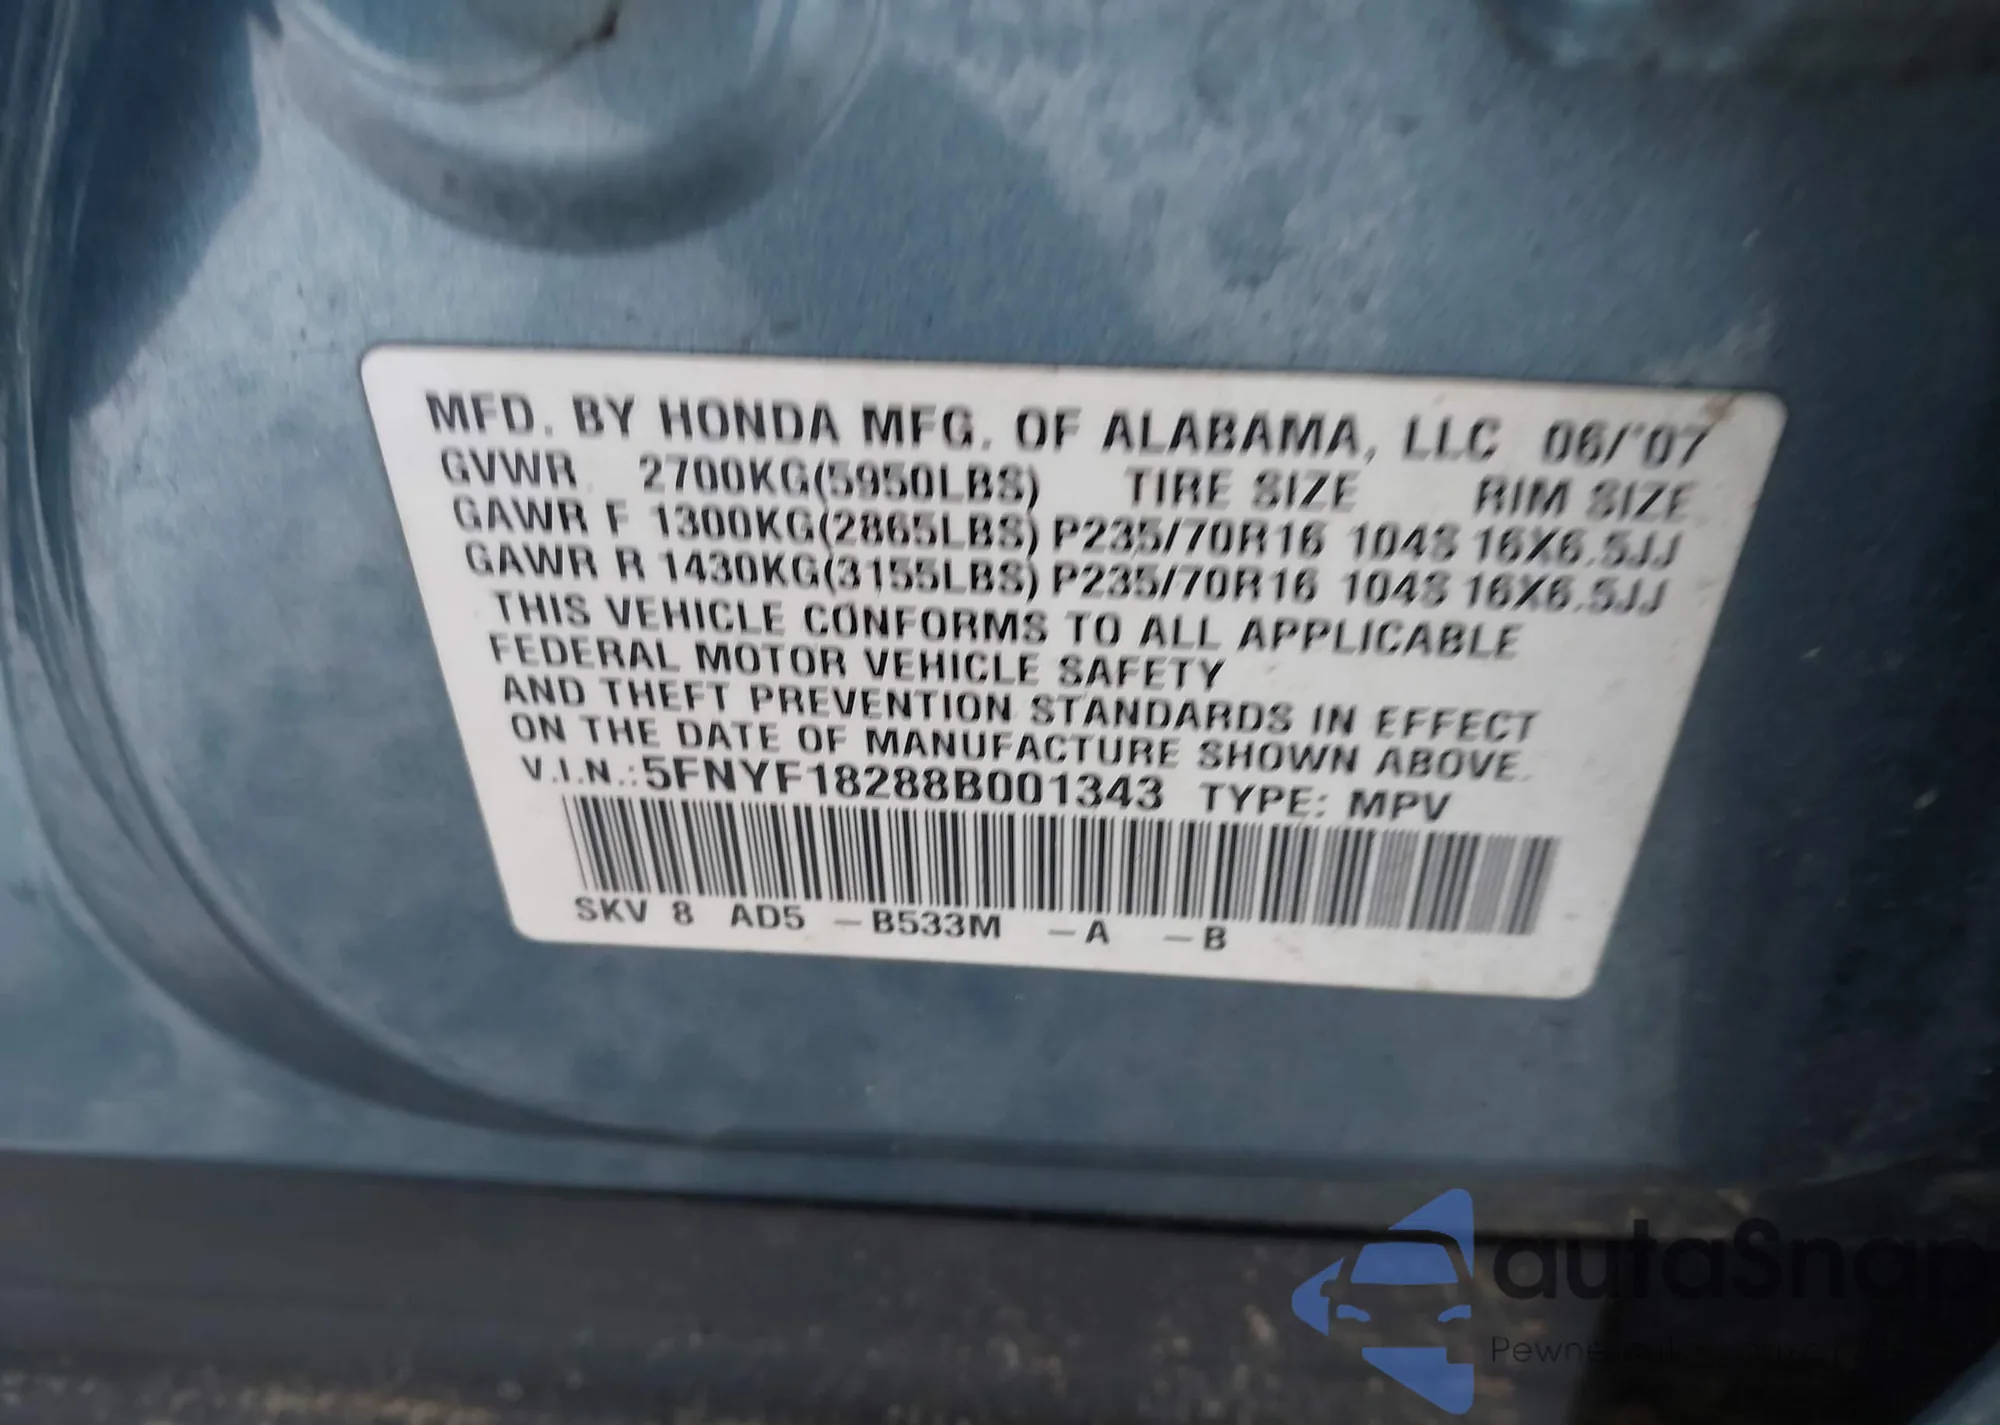 MFD. BY HONDA MFG. OF ALABAMA, LLC 06/'07
GVWR 2700KG(5950LBS) TIRE SIZE RIM SIZE
GAWR F 1300KG(2865LBS) P235/70R16 104S 16X6.5JJ
GAWR R 1430KG(3155LBS) P235/70R16 104S 16X6.5JJ
THIS VEHICLE CONFORMS TO ALL APPLICABLE
FEDERAL MOTOR VEHICLE SAFETY
AND THEFT PREVENTION STANDARDS IN EFFECT
ON THE DATE OF MANUFACTURE SHOWN ABOVE.
V.I.N.:5FNYF18288B001343 TYPE: MPV
SKV 8 AD5 -B533M -A -B
autaSnap